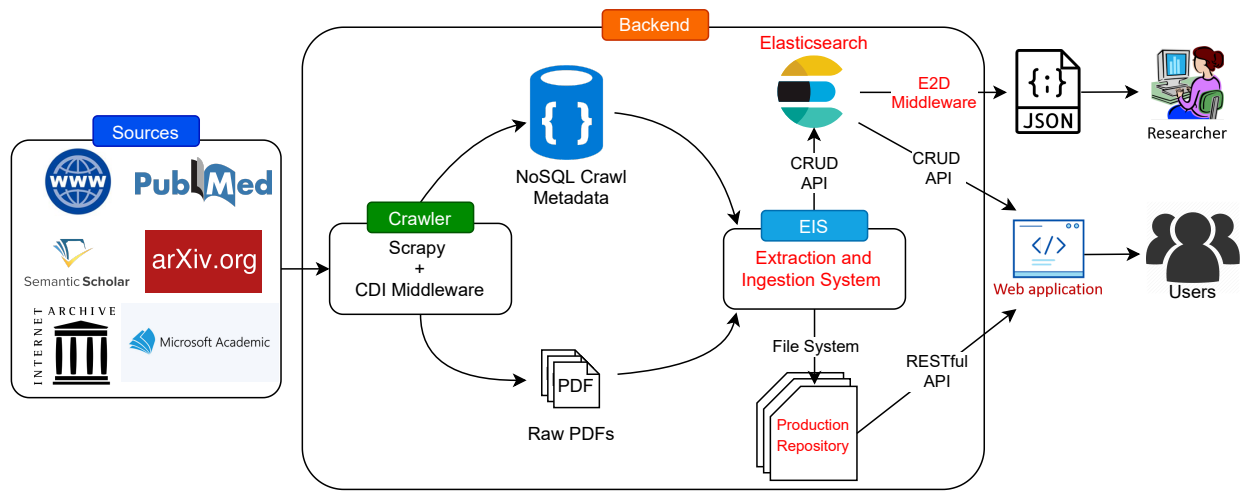 Backend
Sources
WWW
PubMed
Semantic Scholar
arXiv.org
INTERNET
ARCHIVE
Microsoft Academic
Crawler
Scrapy
+
CDI Middleware
{ }
NoSQL Crawl
Metadata
PDF
Raw PDFs
Elasticsearch
CRUD
API
EIS
Extraction and
Ingestion System
File System
Production
Repository
E2D
Middleware
CRUD
API
RESTful
API
{;}
JSON
Researcher
</>
Web application
Users